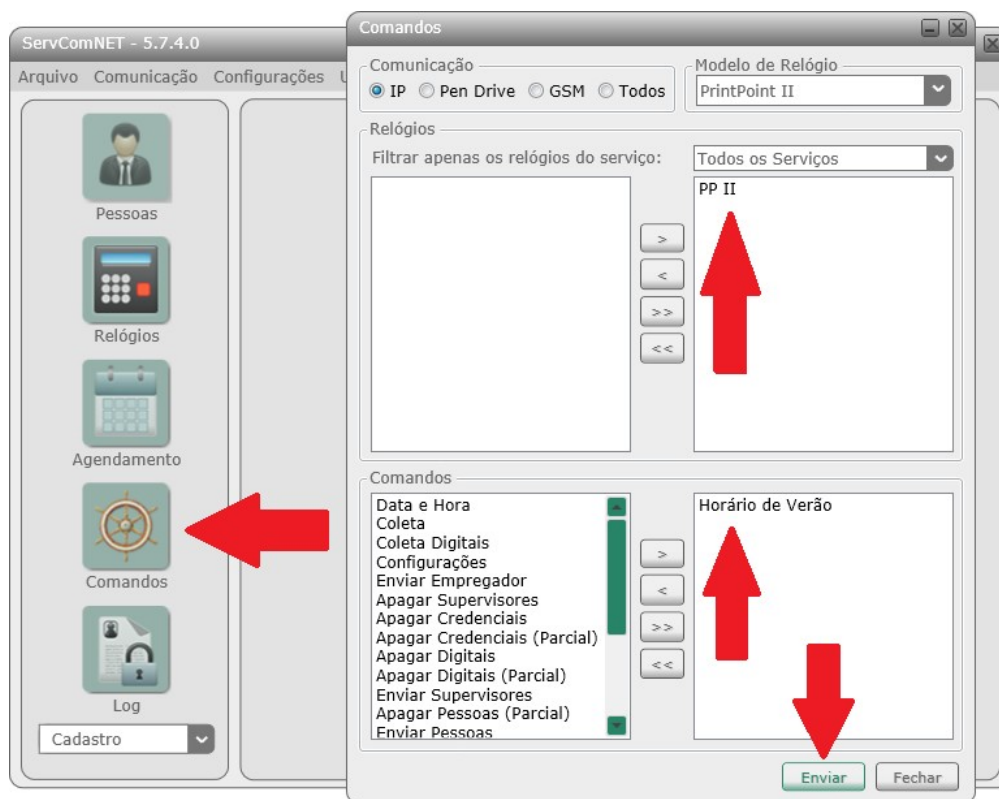 ServComNET - 5.7.4.0
Arquivo Comunicação Configurações U
Pessoas
Relógios
Agendamento
Comandos
Log
Cadastro
Comandos
Comunicação
IP Pen Drive GSM Todos
Modelo de Relógio
PrintPoint II
Relógios
Filtrar apenas os relógios do serviço:
Todos os Serviços
PP II
>
<
>>
<<
Comandos
Data e Hora
Coleta
Coleta Digitais
Configurações
Enviar Empregador
Apagar Supervisores
Apagar Credenciais
Apagar Credenciais (Parcial)
Apagar Digitais
Apagar Digitais (Parcial)
Enviar Supervisores
Apagar Pessoas (Parcial)
Enviar Pessoas
>
<
>>
<<
Horário de Verão
Enviar Fechar